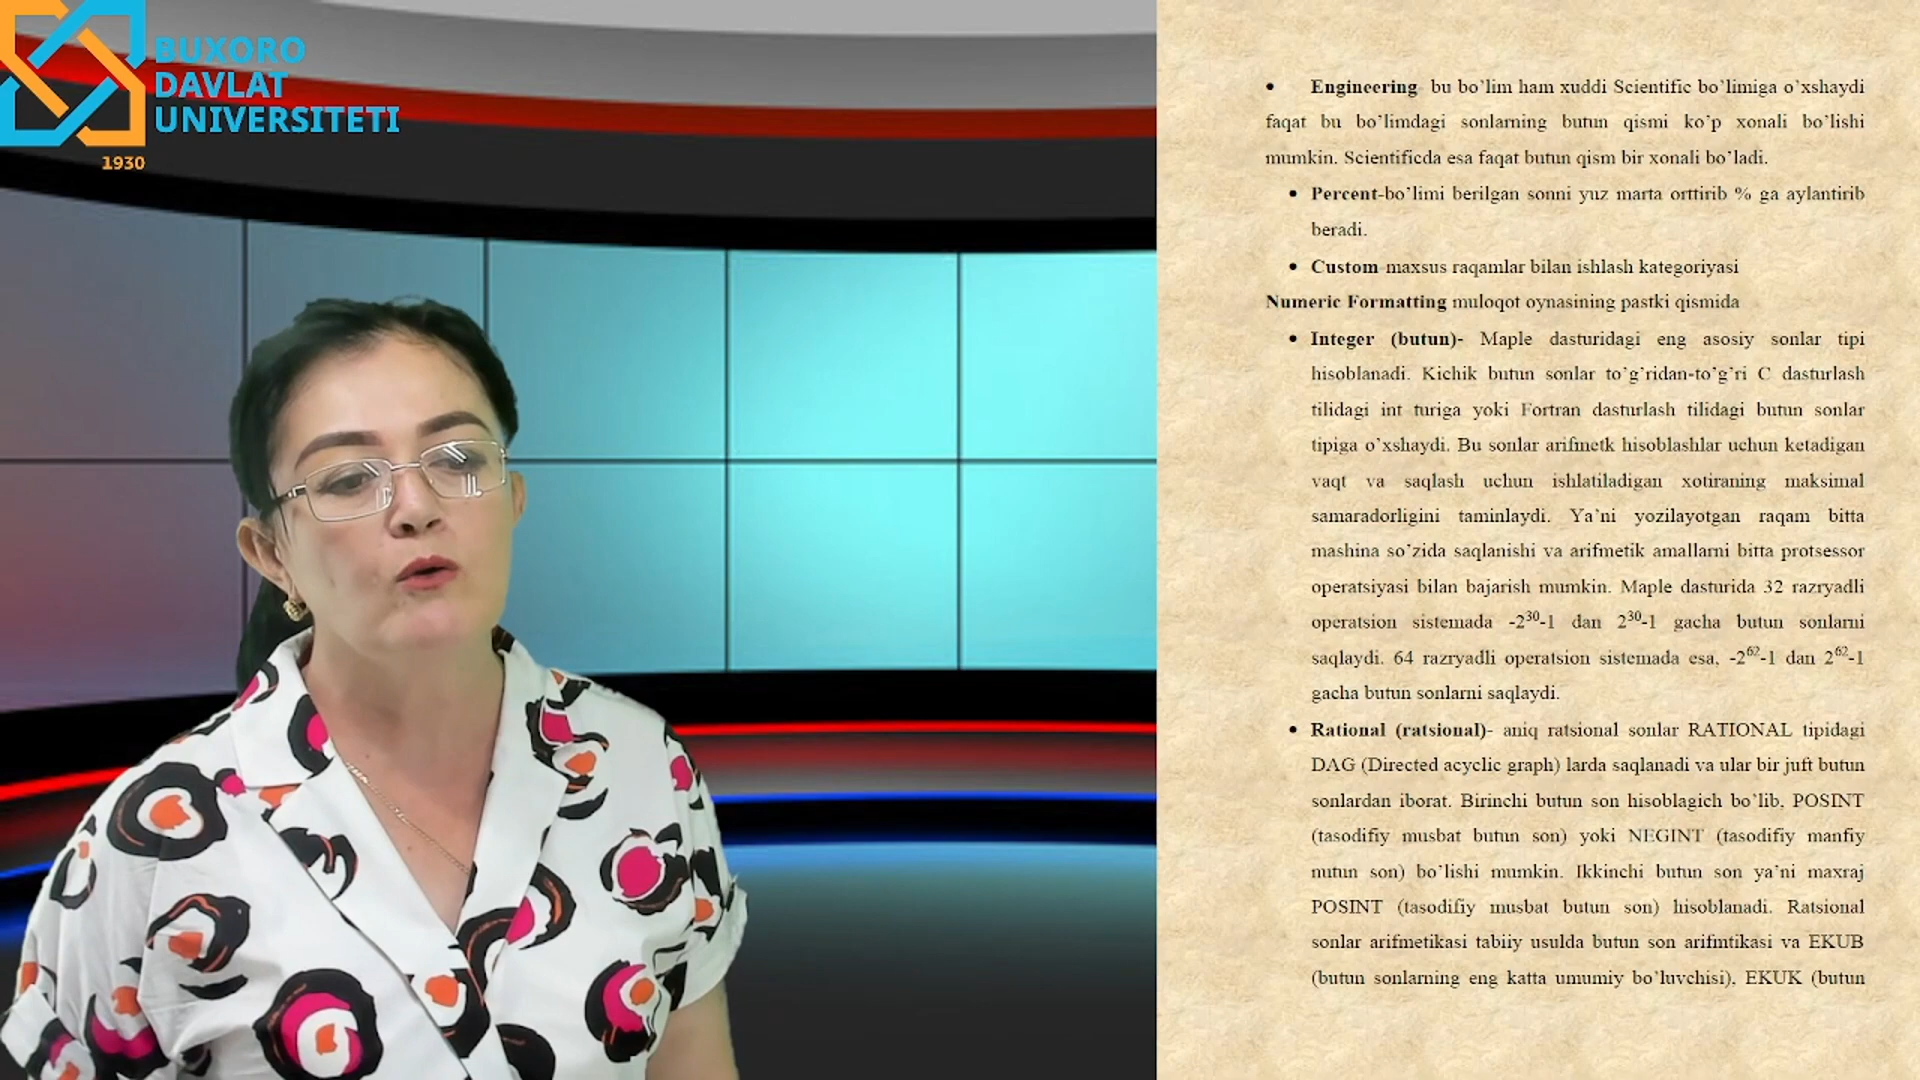 BUXORO
DAVLAT
UNIVERSITETI
1930
• Engineering- bu bo’lim ham xuddi Scientific bo’limiga o’xshaydi
faqat bu bo’limdagi sonlarning butun qismi ko’p xonali bo’lishi
mumkin. Scientificda esa faqat butun qism bir xonali bo’ladi.
• Percent-bo’limi berilgan sonni yuz marta orttirib % ga aylantirib
beradi.
• Custom-maxsus raqamlar bilan ishlash kategoriyasi
Numeric Formatting muloqot oynasining pastki qismida
• Integer (butun)- Maple dasturidagi eng asosiy sonlar tipi
hisoblanadi. Kichik butun sonlar to’g’ridan-to’g’ri C dasturlash
tilidagi int turiga yoki Fortran dasturlash tilidagi butun sonlar
tipiga o’xshaydi. Bu sonlar arifmetk hisoblashlar uchun ketadigan
vaqt va saqlash uchun ishlatiladigan xotiraning maksimal
samaradorligini taminlaydi. Ya’ni yozilayotgan raqam bitta
mashina so’zida saqlanishi va arifmetik amallarni bitta protsessor
operatsiyasi bilan bajarish mumkin. Maple dasturida 32 razryadli
operatsion sistemada -2³⁰-1 dan 2³⁰-1 gacha butun sonlarni
saqlaydi. 64 razryadli operatsion sistemada esa, -2⁶²-1 dan 2⁶²-1
gacha butun sonlarni saqlaydi.
• Rational (ratsional)- aniq ratsional sonlar RATIONAL tipidagi
DAG (Directed acyclic graph) larda saqlanadi va ular bir juft butun
sonlardan iborat. Birinchi butun son hisoblagich bo’lib, POSINT
(tasodifiy musbat butun son) yoki NEGINT (tasodifiy manfiy
nutun son) bo’lishi mumkin. Ikkinchi butun son ya’ni maxraj
POSINT (tasodifiy musbat butun son) hisoblanadi. Ratsional
sonlar arifmetikasi tabiiy usulda butun son arifmtikasi va EKUB
(butun sonlarning eng katta umumiy bo’luvchisi), EKUK (butun